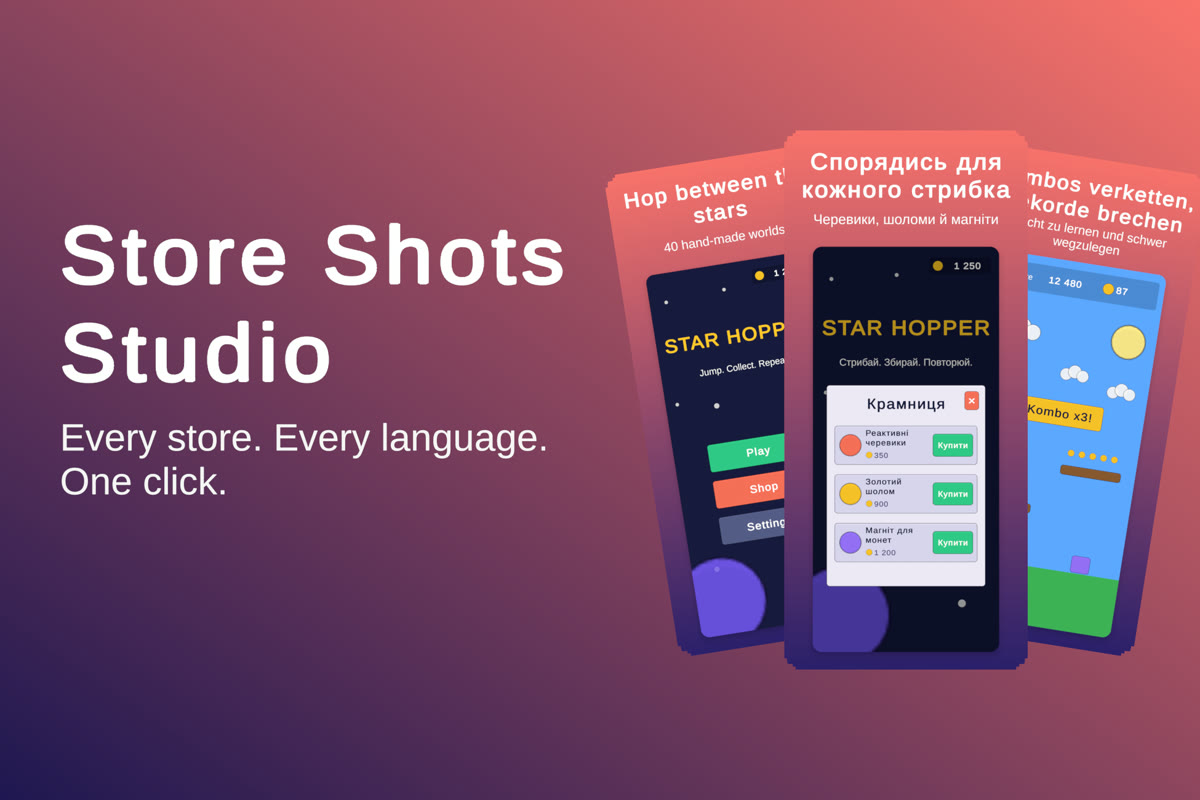 Store Shots
Studio
Every store. Every language.
One click.
Hop between
stars
40 hand-made worlds
STAR HOPP
Jump. Collect.
Play
Shop
Спорядись для
кожного стрибка
Черевики, шоломи й магніти
1 250
STAR HOPPER
Стрибай. Збирай. Повторюй.
Крамниця
×
Реактивні
черевики
350
Купити
Золотий
шолом
900
Купити
Магніт для
монет
1 200
Купити
mbos verketten,
korde brechen
cht zu lernen und schwer
wegzulegen
12 480
87
Kombo x3!